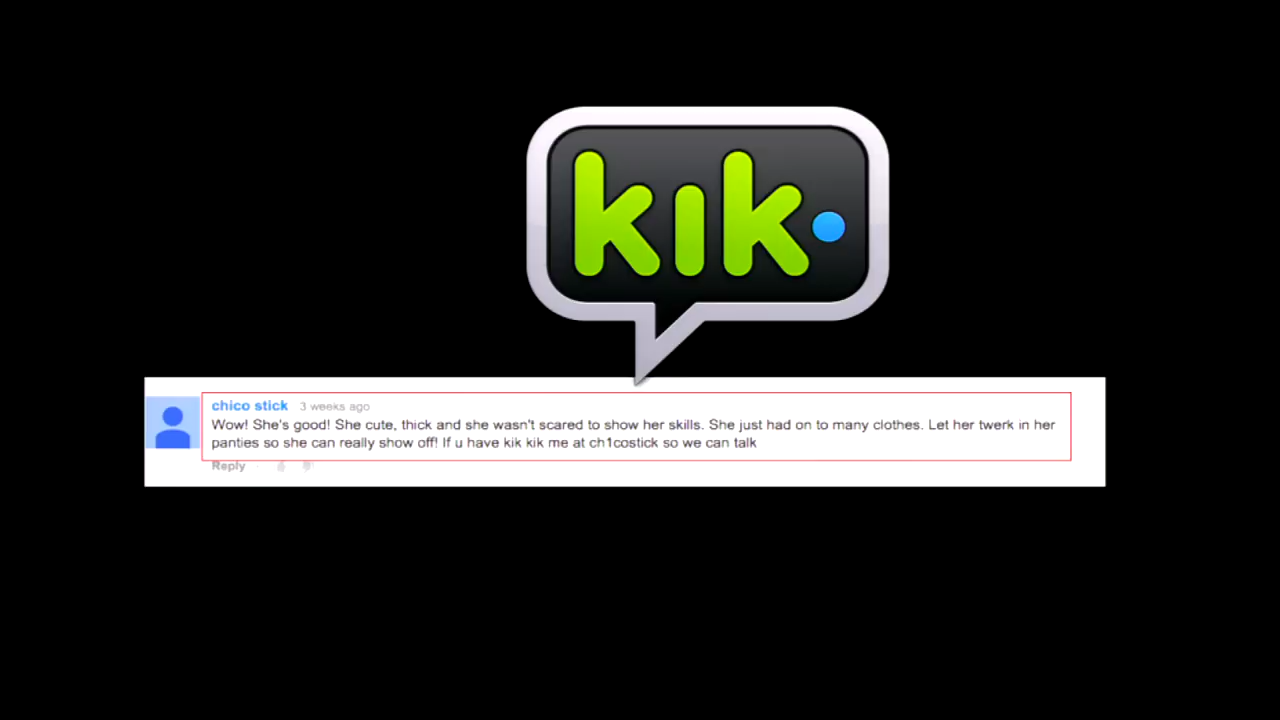 kik
chico stick 3 weeks ago
Wow! She's good! She cute, thick and she wasn't scared to show her skills. She just had on to many clothes. Let her twerk in her
panties so she can really show off! If u have kik kik me at ch1costick so we can talk
Reply